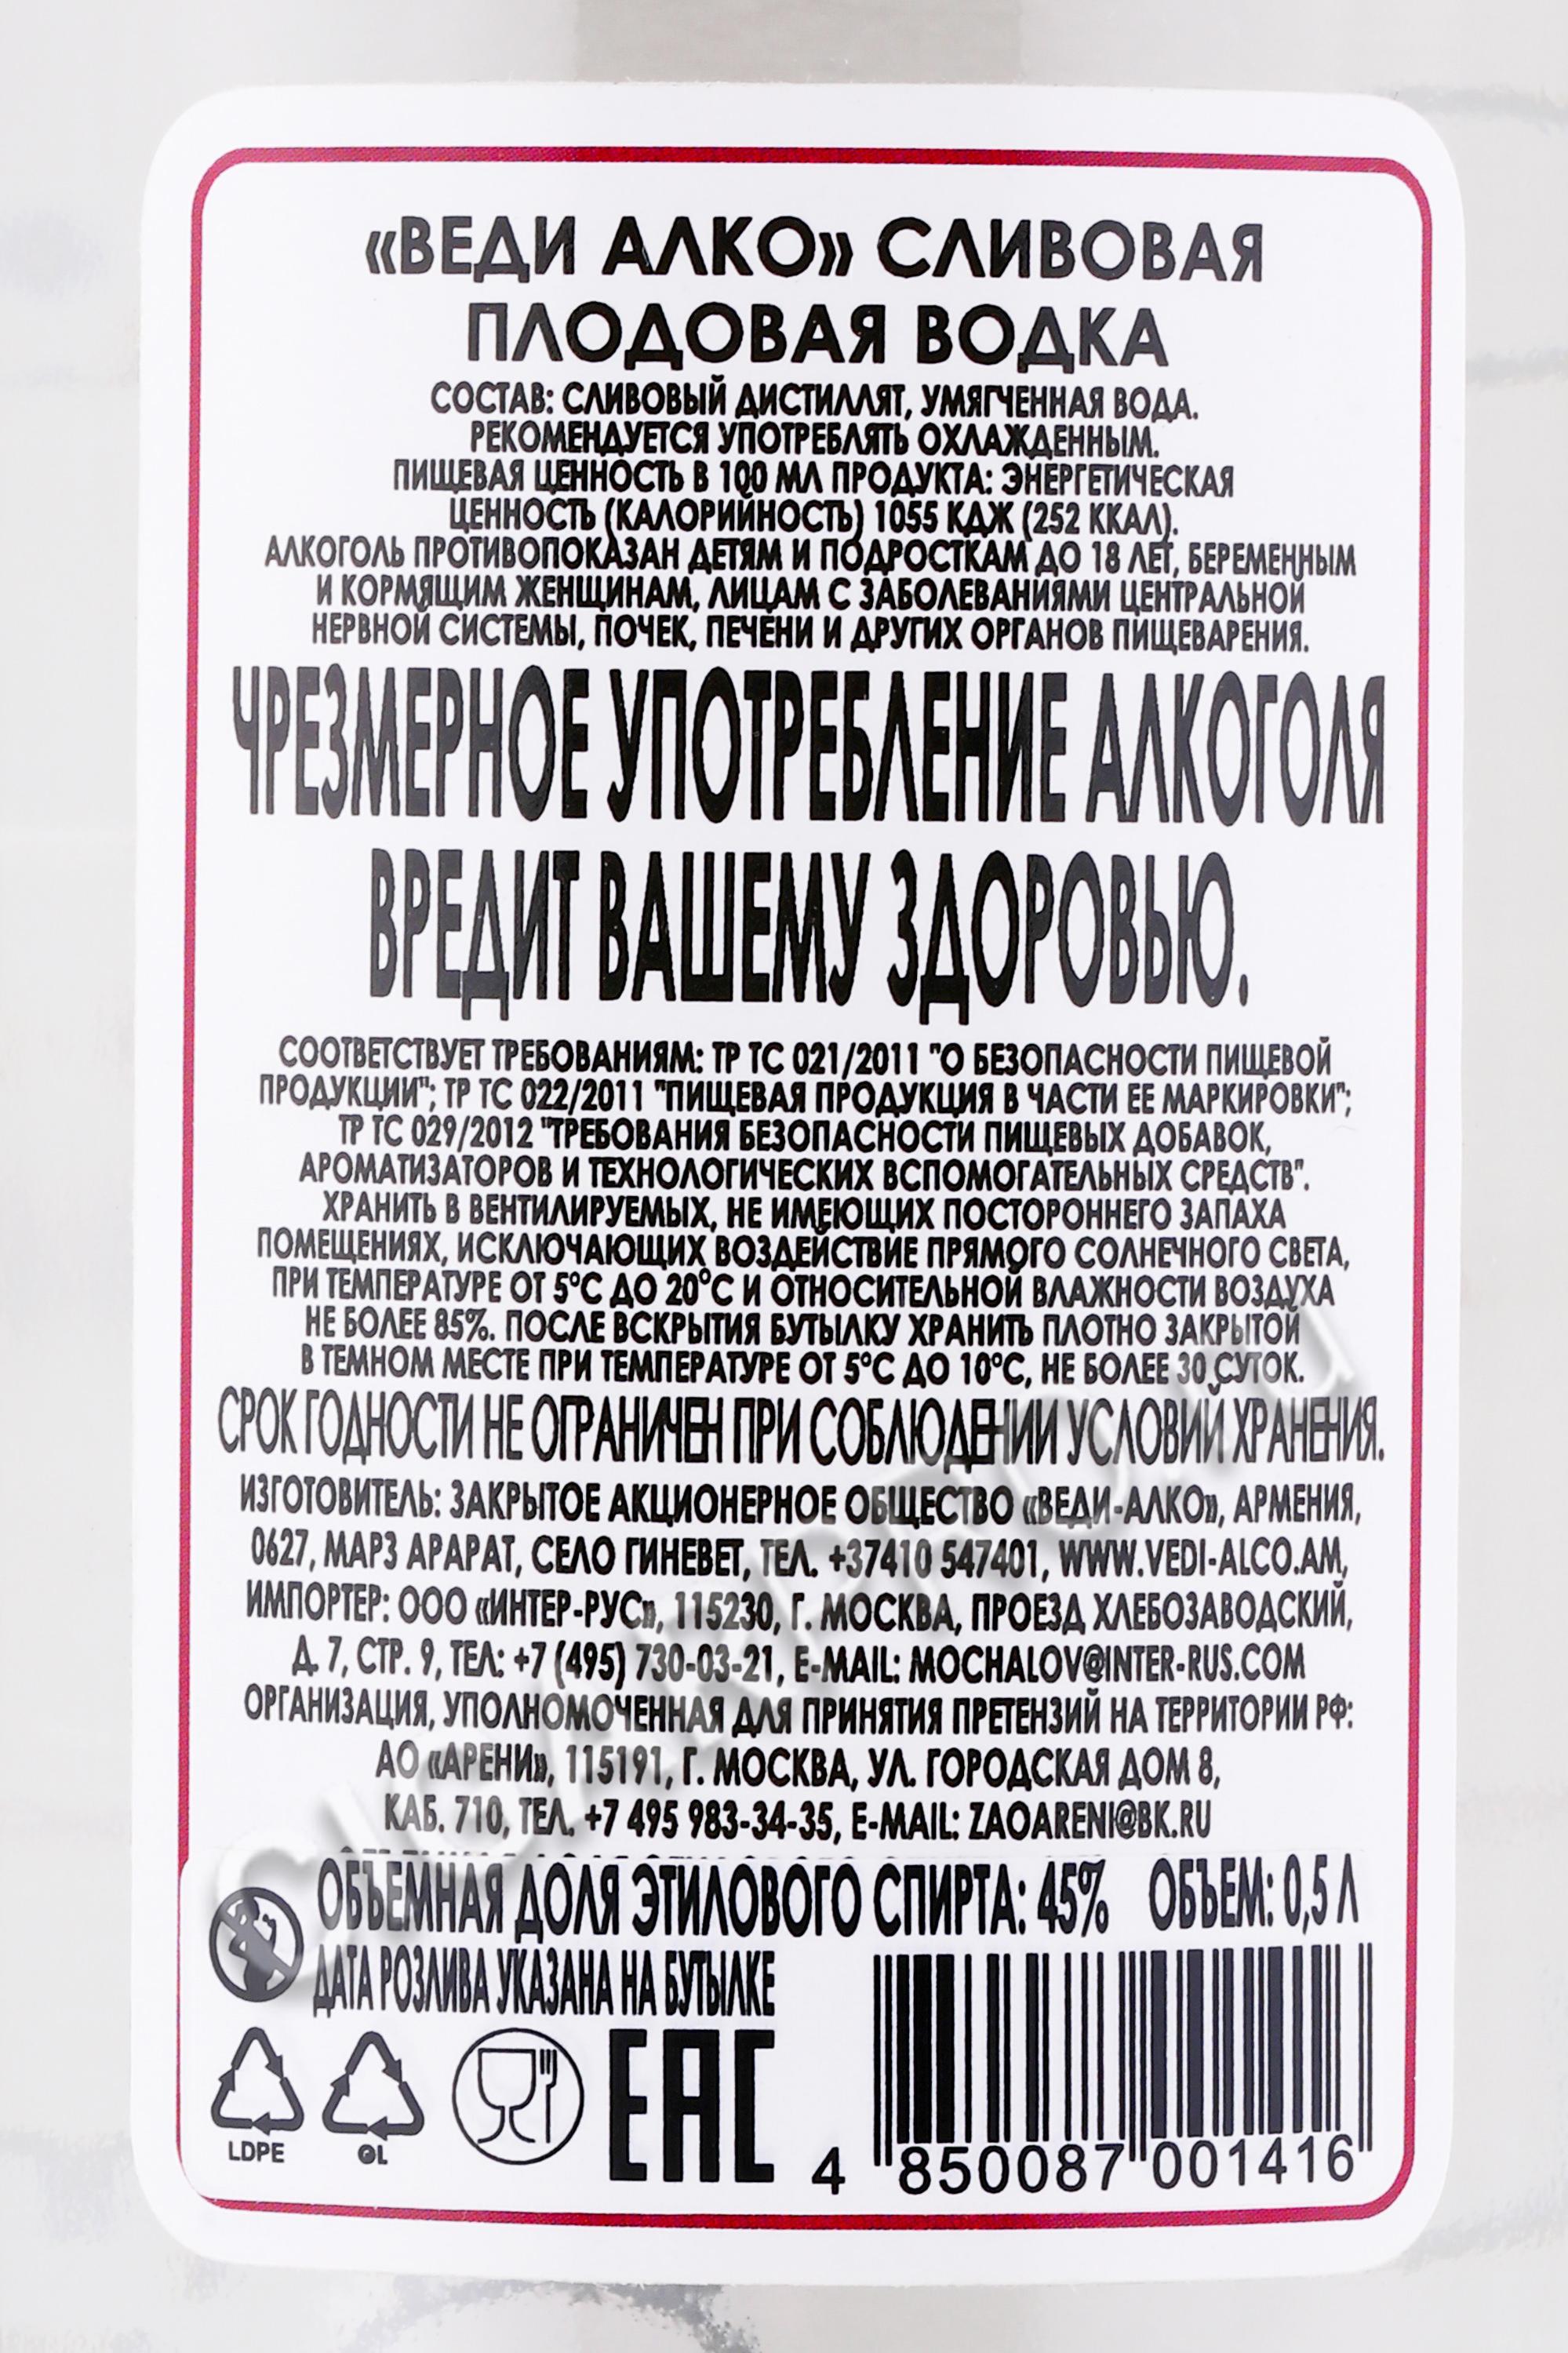 «ВЕДИ АЛКО» СЛИВОВАЯ
ПЛОДОВАЯ ВОДКА
СОСТАВ: СЛИВОВЫЙ ДИСТИЛЛЯТ, УМЯГЧЕННАЯ ВОДА.
РЕКОМЕНДУЕТСЯ УПОТРЕБЛЯТЬ ОХЛАЖДЕННЫМ.
ПИЩЕВАЯ ЦЕННОСТЬ В 100 МЛ ПРОДУКТА: ЭНЕРГЕТИЧЕСКАЯ
ЦЕННОСТЬ (КАЛОРИЙНОСТЬ) 1055 КДЖ (252 ККАЛ).
АЛКОГОЛЬ ПРОТИВОПОКАЗАН ДЕТЯМ И ПОДРОСТКАМ ДО 18 ЛЕТ, БЕРЕМЕННЫМ
И КОРМЯЩИМ ЖЕНЩИНАМ, ЛИЦАМ С ЗАБОЛЕВАНИЯМИ ЦЕНТРАЛЬНОЙ
НЕРВНОЙ СИСТЕМЫ, ПОЧЕК, ПЕЧЕНИ И ДРУГИХ ОРГАНОВ ПИЩЕВАРЕНИЯ.
ЧРЕЗМЕРНОЕ УПОТРЕБЛЕНИЕ АЛКОГОЛЯ
ВРЕДИТ ВАШЕМУ ЗДОРОВЬЮ.
СООТВЕТСТВУЕТ ТРЕБОВАНИЯМ: ТР ТС 021/2011 "О БЕЗОПАСНОСТИ ПИЩЕВОЙ
ПРОДУКЦИИ"; ТР ТС 022/2011 "ПИЩЕВАЯ ПРОДУКЦИЯ В ЧАСТИ ЕЕ МАРКИРОВКИ";
ТР ТС 029/2012 "ТРЕБОВАНИЯ БЕЗОПАСНОСТИ ПИЩЕВЫХ ДОБАВОК,
АРОМАТИЗАТОРОВ И ТЕХНОЛОГИЧЕСКИХ ВСПОМОГАТЕЛЬНЫХ СРЕДСТВ".
ХРАНИТЬ В ВЕНТИЛИРУЕМЫХ, НЕ ИМЕЮЩИХ ПОСТОРОННЕГО ЗАПАХА
ПОМЕЩЕНИЯХ, ИСКЛЮЧАЮЩИХ ВОЗДЕЙСТВИЕ ПРЯМОГО СОЛНЕЧНОГО СВЕТА,
ПРИ ТЕМПЕРАТУРЕ ОТ 5°С ДО 20°С И ОТНОСИТЕЛЬНОЙ ВЛАЖНОСТИ ВОЗДУХА
НЕ БОЛЕЕ 85%. ПОСЛЕ ВСКРЫТИЯ БУТЫЛКУ ХРАНИТЬ ПЛОТНО ЗАКРЫТОЙ
В ТЕМНОМ МЕСТЕ ПРИ ТЕМПЕРАТУРЕ ОТ 5°С ДО 10°С, НЕ БОЛЕЕ 30 СУТОК.
СРОК ГОДНОСТИ НЕ ОГРАНИЧЕН ПРИ СОБЛЮДЕНИИ УСЛОВИЙ ХРАНЕНИЯ.
ИЗГОТОВИТЕЛЬ: ЗАКРЫТОЕ АКЦИОНЕРНОЕ ОБЩЕСТВО «ВЕДИ-АЛКО», АРМЕНИЯ,
0627, МАРЗ АРАРАТ, СЕЛО ГИНЕВЕТ, ТЕЛ. +37410 547401, WWW.VEDI-ALCO.AM,
ИМПОРТЕР: ООО «ИНТЕР-РУС», 115230, Г. МОСКВА, ПРОЕЗД ХЛЕБОЗАВОДСКИЙ,
Д. 7, СТР. 9, ТЕЛ: +7 (495) 730-03-21, E-MAIL: MOCHALOV@INTER-RUS.COM
ОРГАНИЗАЦИЯ, УПОЛНОМОЧЕННАЯ ДЛЯ ПРИНЯТИЯ ПРЕТЕНЗИЙ НА ТЕРРИТОРИИ РФ:
АО «АРЕНИ», 115191, Г. МОСКВА, УЛ. ГОРОДСКАЯ ДОМ 8,
КАБ. 710, ТЕЛ. +7 495 983-34-35, E-MAIL: ZAOARENI@BK.RU
ОБЪЕМНАЯ ДОЛЯ ЭТИЛОВОГО СПИРТА: 45% ОБЪЕМ: 0,5 Л
ДАТА РОЗЛИВА УКАЗАНА НА БУТЫЛКЕ
LDPE GL EAC
4 850087 001416
CIGARPRO.ru